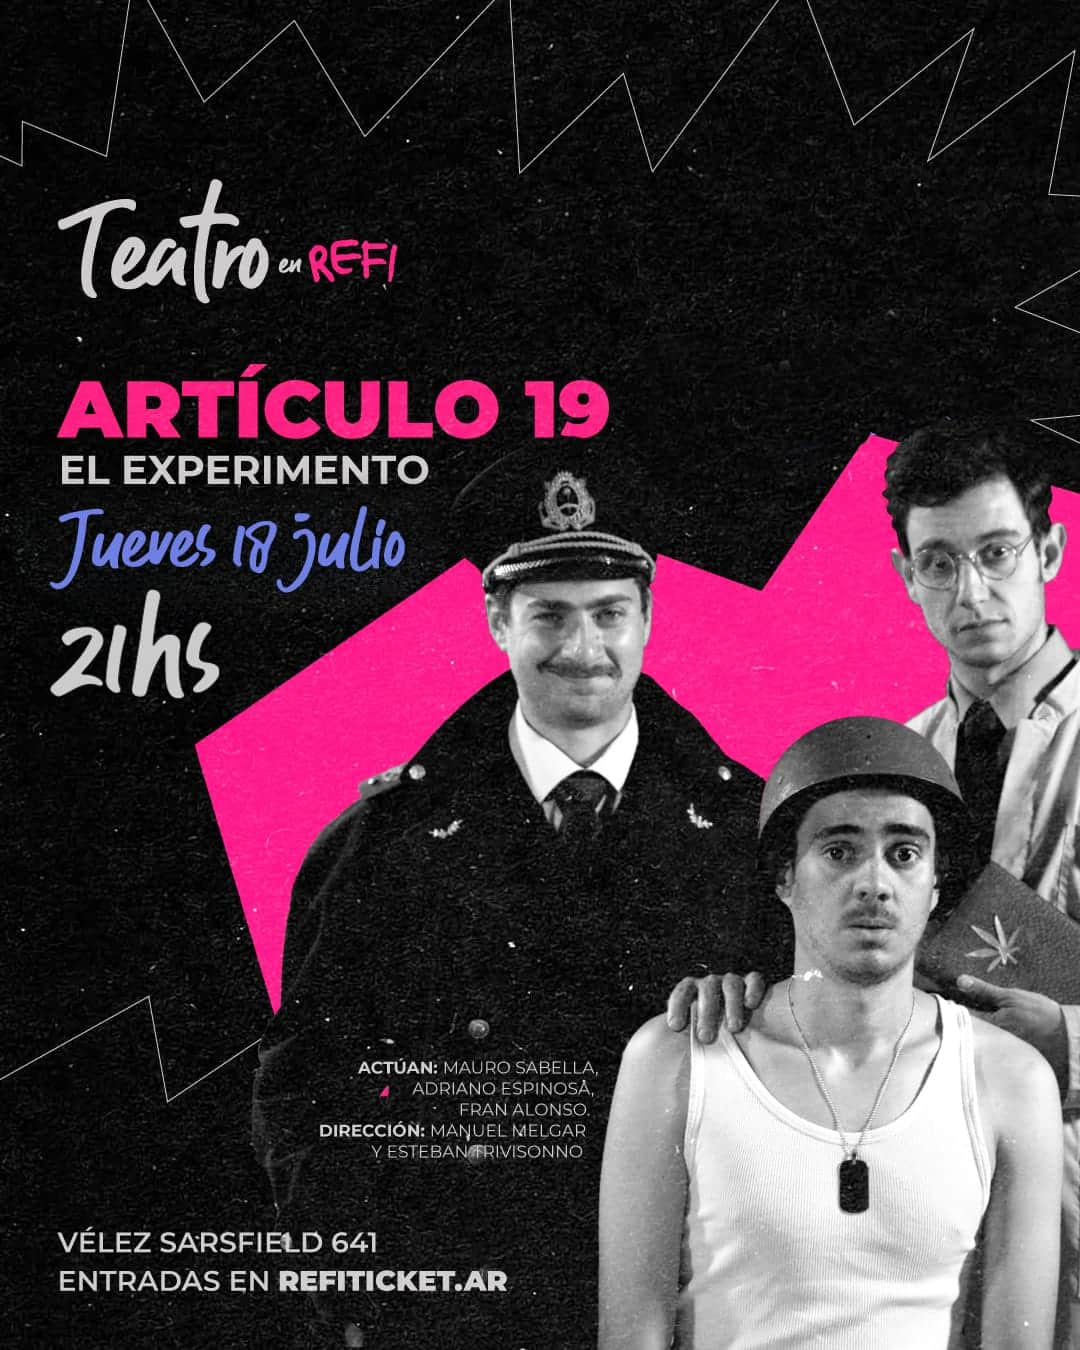 Teatro en REFI
ARTÍCULO 19
EL EXPERIMENTO
Jueves 18 julio
21hs
ACTÚAN: MAURO SABELLA,
ADRIANO ESPINOSA,
FRAN ALONSO.
DIRECCIÓN: MANUEL MELGAR
Y ESTEBAN TRIVISONNO
VÉLEZ SARSFIELD 641
ENTRADAS EN REFITICKET.AR